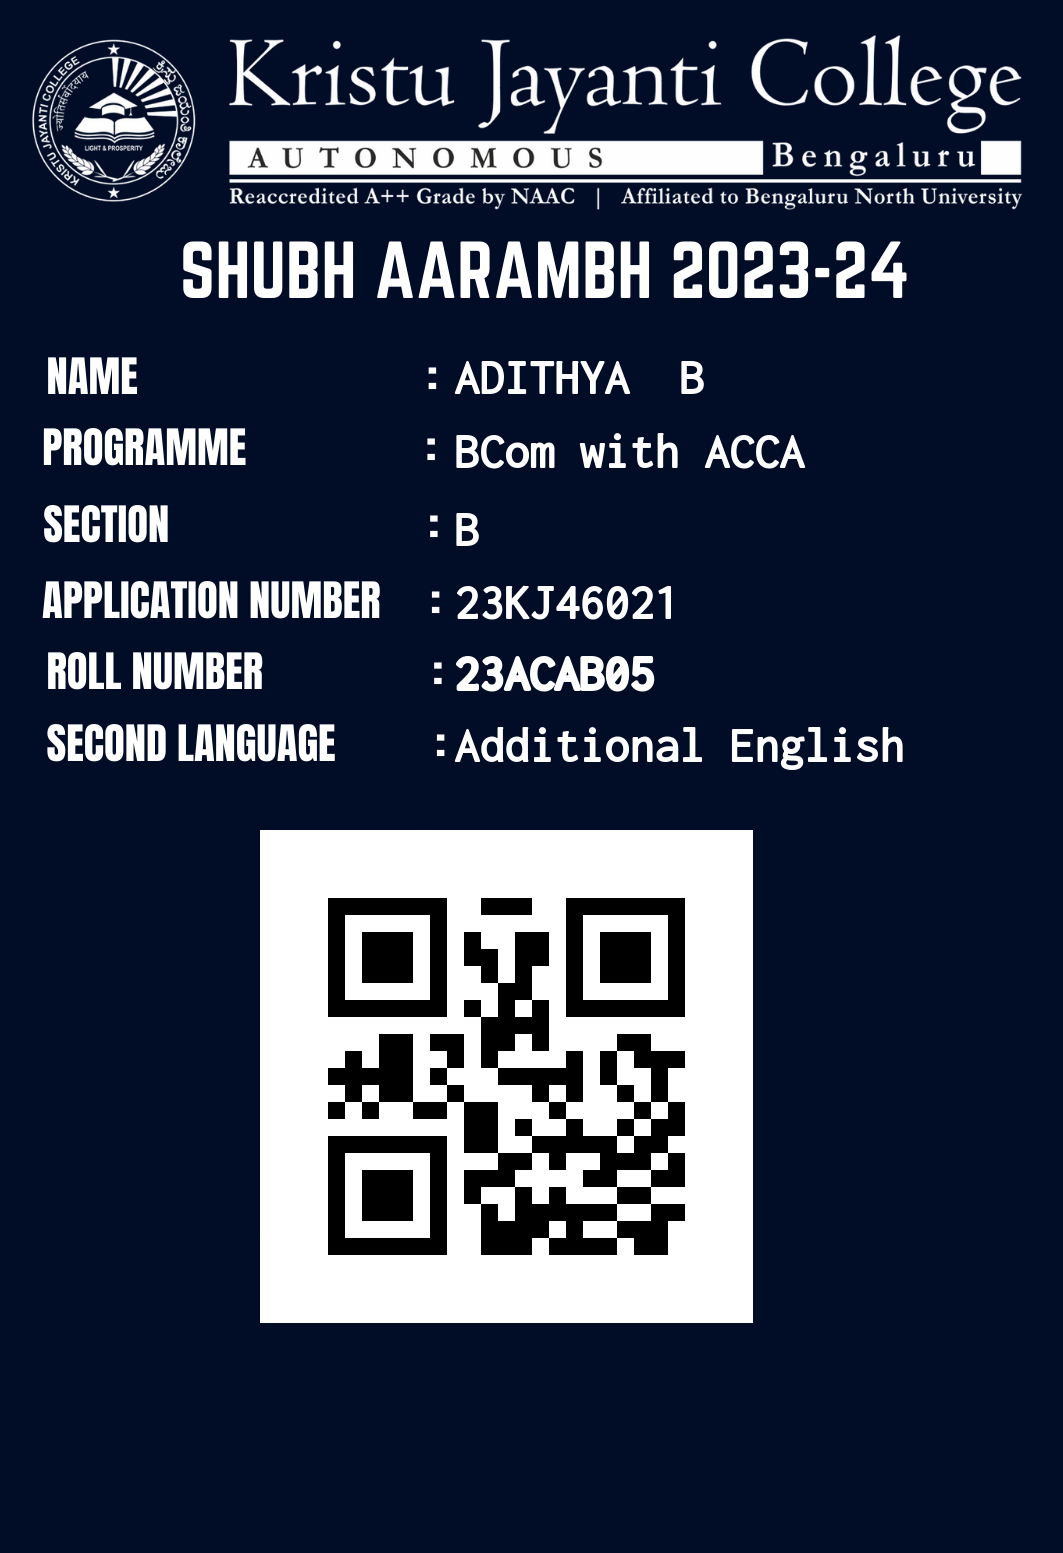 Kristu Jayanti College
AUTONOMOUS Bengaluru
Reaccredited A++ Grade by NAAC | Affiliated to Bengaluru North University
KRISTU JAYANTI COLLEGE
LIGHT & PROSPERITY
SHUBH AARAMBH 2023-24
NAME : ADITHYA B
PROGRAMME : BCom with ACCA
SECTION : B
APPLICATION NUMBER : 23KJ46021
ROLL NUMBER : 23ACAB05
SECOND LANGUAGE : Additional English